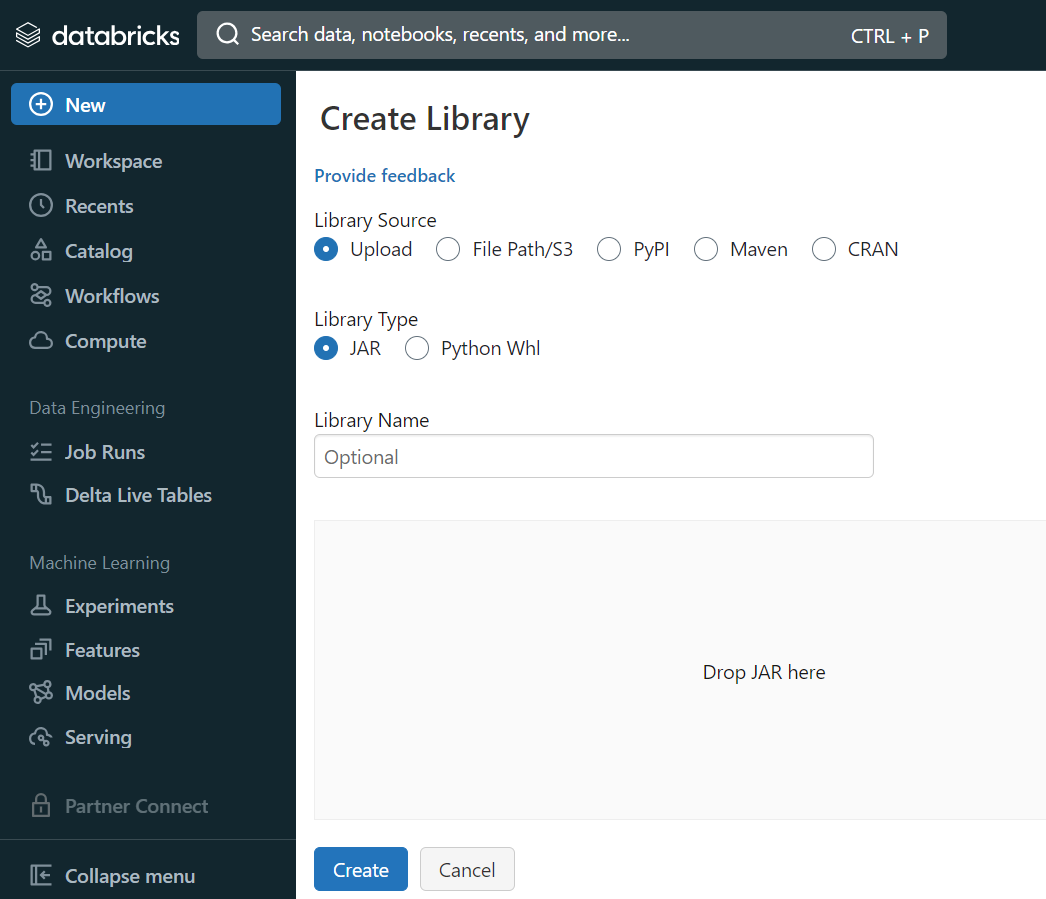 databricks
Search data, notebooks, recents, and more...
CTRL + P
New
Workspace
Recents
Catalog
Workflows
Compute
Data Engineering
Job Runs
Delta Live Tables
Machine Learning
Experiments
Features
Models
Serving
Partner Connect
Collapse menu
Create Library
Provide feedback
Library Source
Upload File Path/S3 PyPI Maven CRAN
Library Type
JAR Python Whl
Library Name
Optional
Drop JAR here
Create Cancel